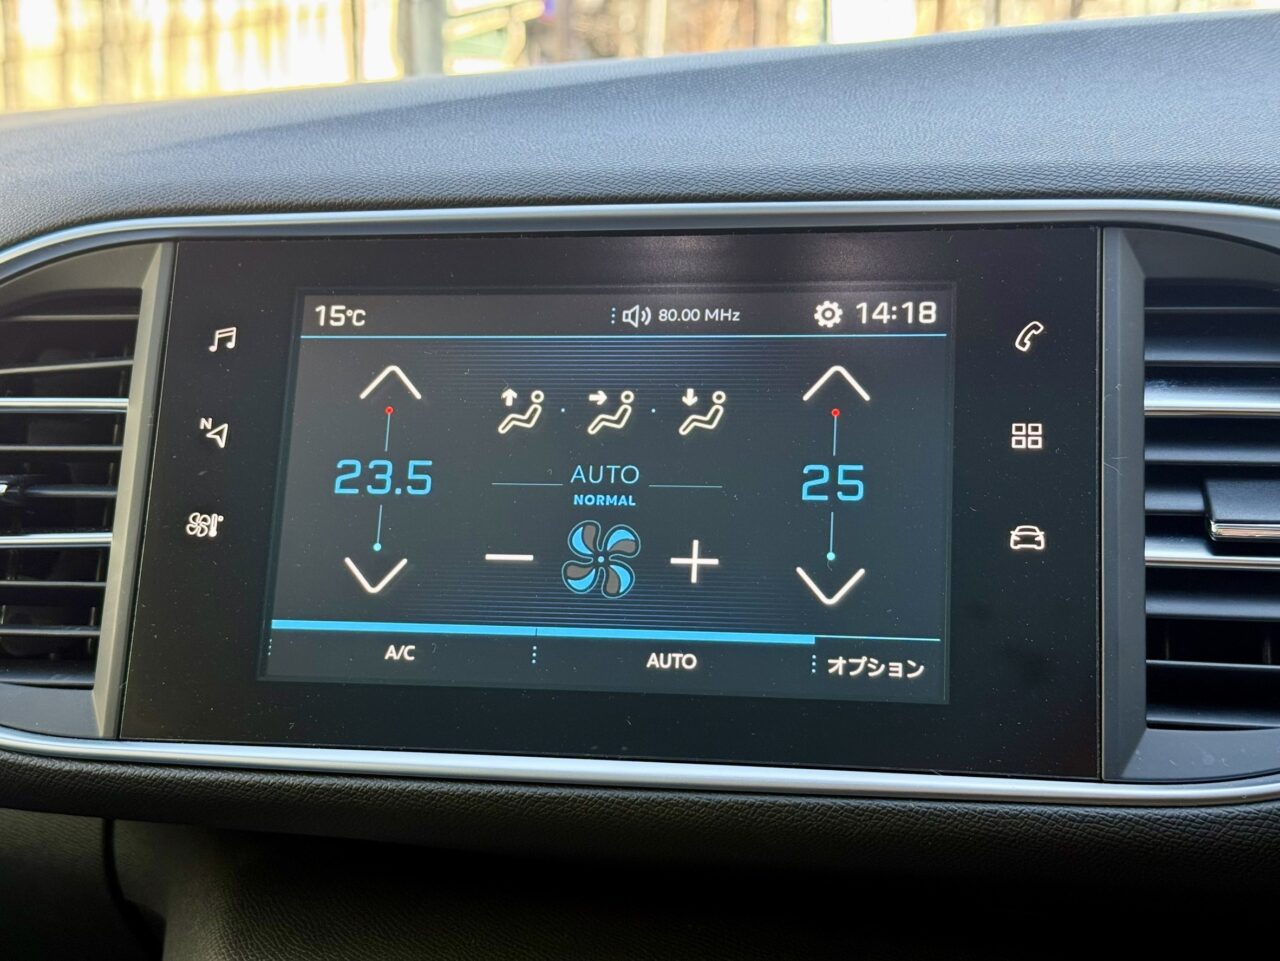 15°C
80.00 MHz
14:18
N
23.5
AUTO
NORMAL
25
A/C
AUTO
オプション